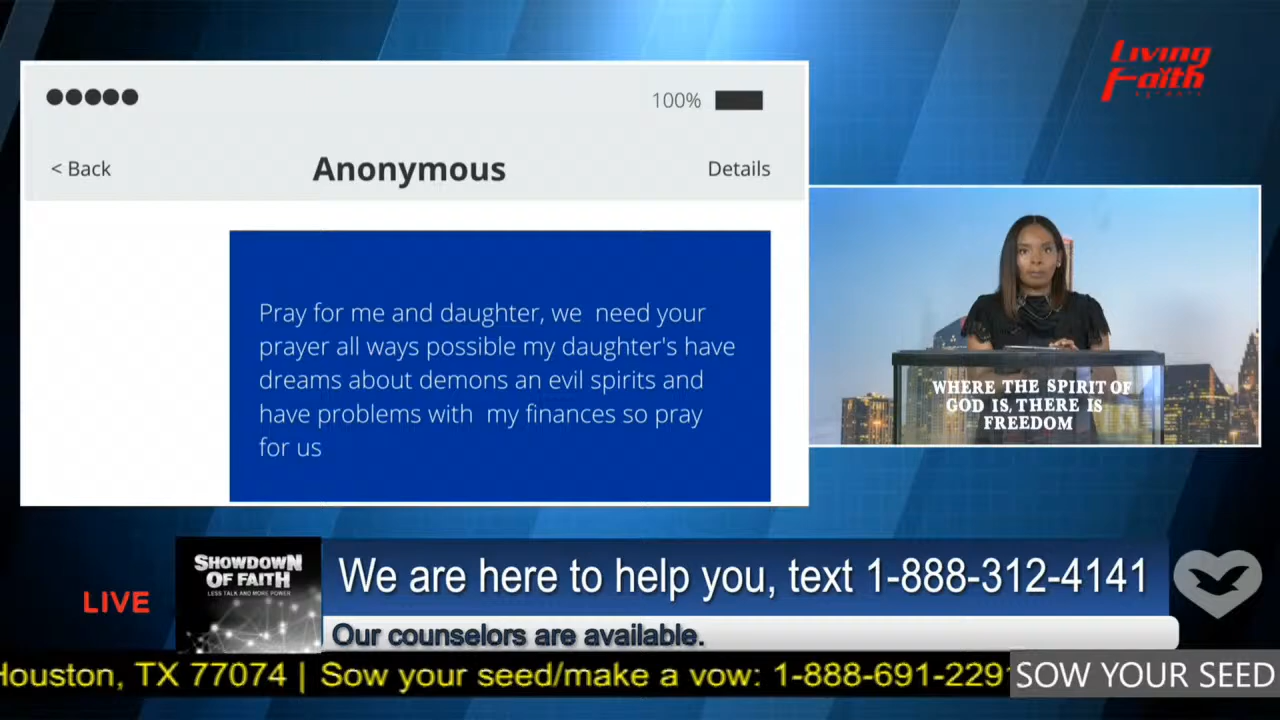 Living
Faith
100%
< Back
Anonymous
Details
Pray for me and daughter, we need your
prayer all ways possible my daughter's have
dreams about demons an evil spirits and
have problems with my finances so pray
for us
WHERE THE SPIRIT OF
GOD IS, THERE IS
FREEDOM
LIVE
SHOWDOWN
OF FAITH
LESS TALK AND MORE POWER
We are here to help you, text 1-888-312-4141
Our counselors are available.
Houston, TX 77074 | Sow your seed/make a vow: 1-888-691-2291
SOW YOUR SEED